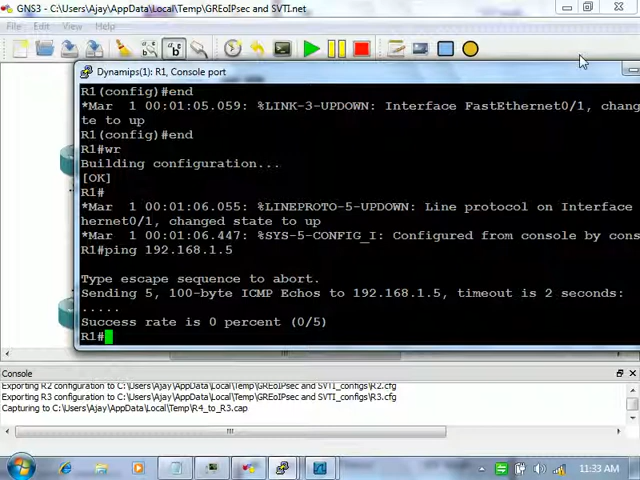 GNS3 - C:\Users\Ajay\AppData\Local\Temp\GREoIPsec and SVTI.net
File Edit View
Dynamips(1): R1, Console port
R1(config)#end
*Mar  1 00:01:05.059: %LINK-3-UPDOWN: Interface FastEthernet0/1, chang
te to up
R1(config)#end
R1#wr
Building configuration...
[OK]
R1#
*Mar  1 00:01:06.055: %LINEPROTO-5-UPDOWN: Line protocol on Interface
hernet0/1, changed state to up
*Mar  1 00:01:06.447: %SYS-5-CONFIG_I: Configured from console by cons
R1#ping 192.168.1.5
Type escape sequence to abort.
Sending 5, 100-byte ICMP Echos to 192.168.1.5, timeout is 2 seconds:
.....
Success rate is 0 percent (0/5)
R1#
Console
Exporting R2 configuration to C:\Users\Ajay\AppData\Local\Temp\GREoIPsec and SVTI_configs\R2.cfg
Exporting R3 configuration to C:\Users\Ajay\AppData\Local\Temp\GREoIPsec and SVTI_configs\R3.cfg
Capturing to C:\Users\Ajay\AppData\Local\Temp\R4_to_R3.cap
11:33 AM